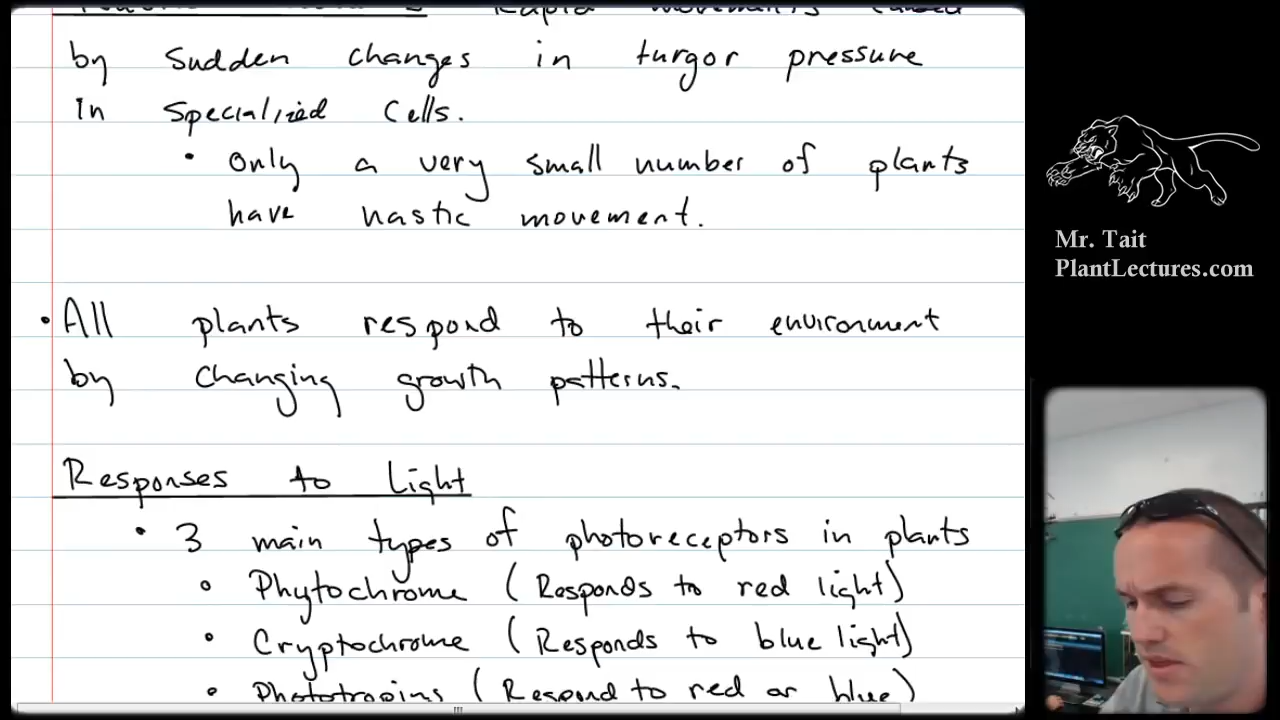 Rapid movements caused
by sudden changes in turgor pressure
In specialized cells.
• Only a very small number of plants
have nastic movement.
• All plants respond to their environment
by changing growth patterns.
Responses to Light
• 3 main types of photoreceptors in plants
• Phytochrome (Responds to red light)
• Cryptochrome (Responds to blue light)
• Phototropins (Respond to red or blue)
Mr. Tait
PlantLectures.com